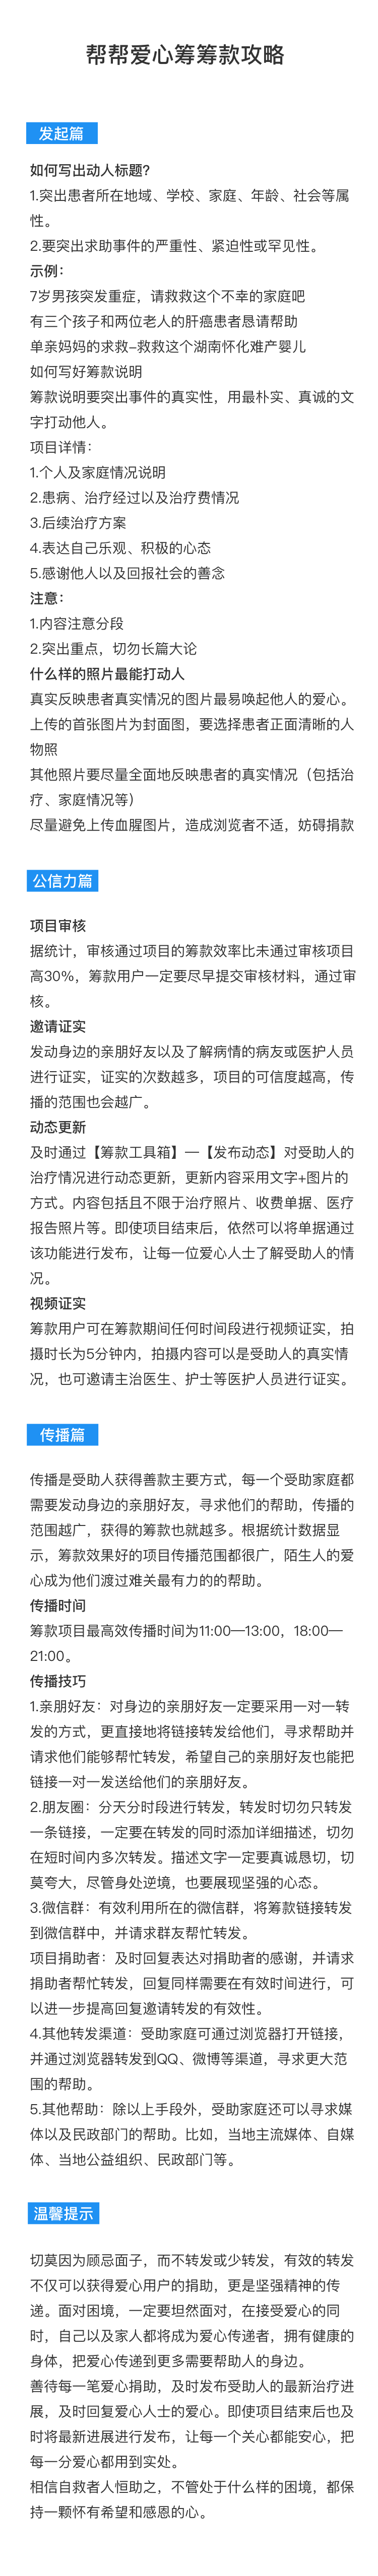 帮帮爱心筹筹款攻略
发起篇
如何写出动人标题?
1.突出患者所在地域、学校、家庭、年龄、社会等属
性。
2.要突出求助事件的严重性、紧迫性或罕见性。
示例：
7岁男孩突发重症，请救救这个不幸的家庭吧
有三个孩子和两位老人的肝癌患者恳请帮助
单亲妈妈的求救–救救这个湖南怀化难产婴儿
如何写好筹款说明
筹款说明要突出事件的真实性，用最朴实、真诚的文
字打动他人。
项目详情：
1.个人及家庭情况说明
2.患病、治疗经过以及治疗费情况
3.后续治疗方案
4.表达自己乐观、积极的心态
5.感谢他人以及回报社会的善念
注意：
1.内容注意分段
2.突出重点，切勿长篇大论
什么样的照片最能打动人
真实反映患者真实情况的图片最易唤起他人的爱心。
上传的首张图片为封面图，要选择患者正面清晰的人
物照
其他照片要尽量全面地反映患者的真实情况（包括治
疗、家庭情况等）
尽量避免上传血腥图片，造成浏览者不适，妨碍捐款
公信力篇
项目审核
据统计，审核通过项目的筹款效率比未通过审核项目
高30%，筹款用户一定要尽早提交审核材料，通过审
核。
邀请证实
发动身边的亲朋好友以及了解病情的病友或医护人员
进行证实，证实的次数越多，项目的可信度越高，传
播的范围也会越广。
动态更新
及时通过【筹款工具箱】—【发布动态】对受助人的
治疗情况进行动态更新，更新内容采用文字+图片的
方式。内容包括且不限于治疗照片、收费单据、医疗
报告照片等。即使项目结束后，依然可以将单据通过
该功能进行发布，让每一位爱心人士了解受助人的情
况。
视频证实
筹款用户可在筹款期间任何时间段进行视频证实，拍
摄时长为5分钟内，拍摄内容可以是受助人的真实情
况，也可邀请主治医生、护士等医护人员进行证实。
传播篇
传播是受助人获得善款主要方式，每一个受助家庭都
需要发动身边的亲朋好友，寻求他们的帮助，传播的
范围越广，获得的筹款也就越多。根据统计数据显
示，筹款效果好的项目传播范围都很广，陌生人的爱
心成为他们渡过难关最有力的的帮助。
传播时间
筹款项目最高效传播时间为11:00—13:00，18:00—
21:00。
传播技巧
1.亲朋好友：对身边的亲朋好友一定要采用一对一转
发的方式，更直接地将链接转发给他们，寻求帮助并
请求他们能够帮忙转发，希望自己的亲朋好友也能把
链接一对一发送给他们的亲朋好友。
2.朋友圈：分天分时段进行转发，转发时切勿只转发
一条链接，一定要在转发的同时添加详细描述，切勿
在短时间内多次转发。描述文字一定要真诚恳切，切
莫夸大，尽管身处逆境，也要展现坚强的心态。
3.微信群：有效利用所在的微信群，将筹款链接转发
到微信群中，并请求群友帮忙转发。
项目捐助者：及时回复表达对捐助者的感谢，并请求
捐助者帮忙转发，回复同样需要在有效时间进行，可
以进一步提高回复邀请转发的有效性。
4.其他转发渠道：受助家庭可通过浏览器打开链接，
并通过浏览器转发到QQ、微博等渠道，寻求更大范
围的帮助。
5.其他帮助：除以上手段外，受助家庭还可以寻求媒
体以及民政部门的帮助。比如，当地主流媒体、自媒
体、当地公益组织、民政部门等。
温馨提示
切莫因为顾忌面子，而不转发或少转发，有效的转发
不仅可以获得爱心用户的捐助，更是坚强精神的传
递。面对困境，一定要坦然面对，在接受爱心的同
时，自己以及家人都将成为爱心传递者，拥有健康的
身体，把爱心传递到更多需要帮助人的身边。
善待每一笔爱心捐助，及时发布受助人的最新治疗进
展，及时回复爱心人士的爱心。即使项目结束后也及
时将最新进展进行发布，让每一个关心都能安心，把
每一分爱心都用到实处。
相信自救者人恒助之，不管处于什么样的困境，都保
持一颗怀有希望和感恩的心。